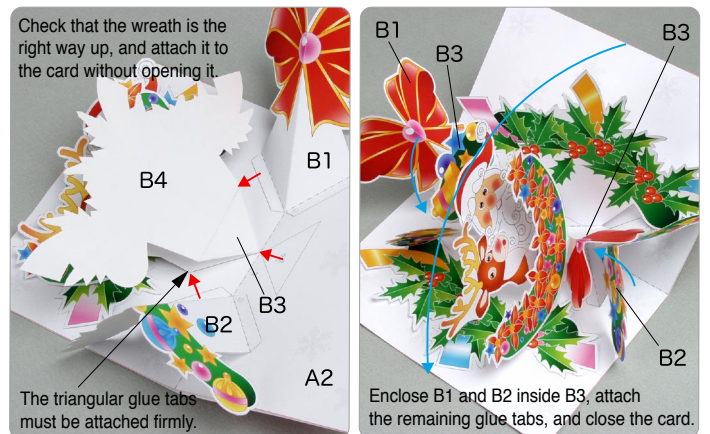 Check that the wreath is the
right way up, and attach it to
the card without opening it.
B4
B1
B3
B2
A2
The triangular glue tabs
must be attached firmly.
B1
B3
B3
B2
Enclose B1 and B2 inside B3, attach
the remaining glue tabs, and close the card.